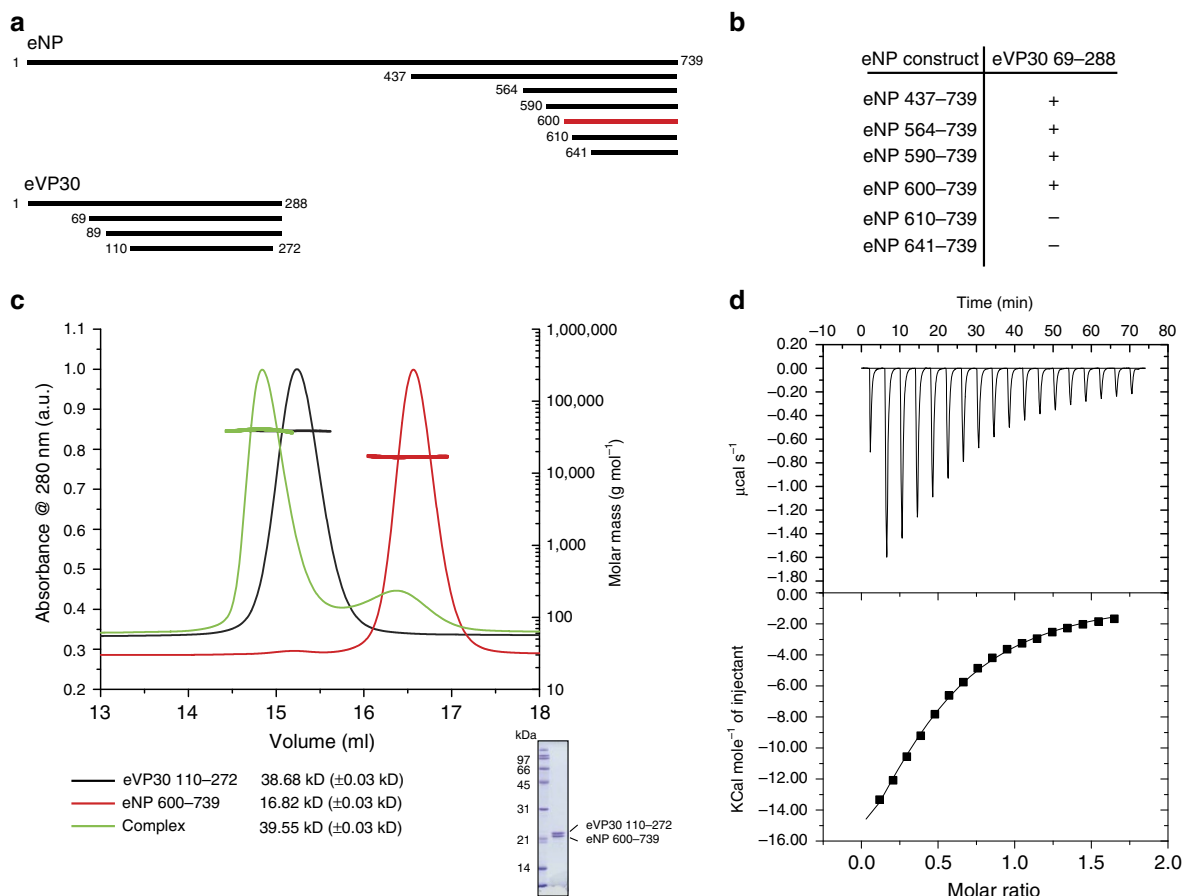 a
eNP
1
739
437
564
590
600
610
641
eVP30
1
288
69
89
110
272
b
eNP construct eVP30 69–288
eNP 437–739 +
eNP 564–739 +
eNP 590–739 +
eNP 600–739 +
eNP 610–739 –
eNP 641–739 –
c
Absorbance @ 280 nm (a.u.)
1.1
1.0
0.9
0.8
0.7
0.6
0.5
0.4
0.3
0.2
1,000,000
100,000
10,000
1,000
100
10
Molar mass (g mol⁻¹)
13 14 15 16 17 18
Volume (ml)
eVP30 110–272 38.68 kD (±0.03 kD)
eNP 600–739 16.82 kD (±0.03 kD)
Complex 39.55 kD (±0.03 kD)
kDa
97
66
45
31
21
14
eVP30 110–272
eNP 600–739
d
Time (min)
–10 0 10 20 30 40 50 60 70 80
0.20
0.00
–0.20
–0.40
–0.60
–0.80
–1.00
–1.20
–1.40
–1.60
–1.80
µcal s⁻¹
0.00
–2.00
–4.00
–6.00
–8.00
–10.00
–12.00
–14.00
–16.00
KCal mole⁻¹ of injectant
0.0 0.5 1.0 1.5 2.0
Molar ratio